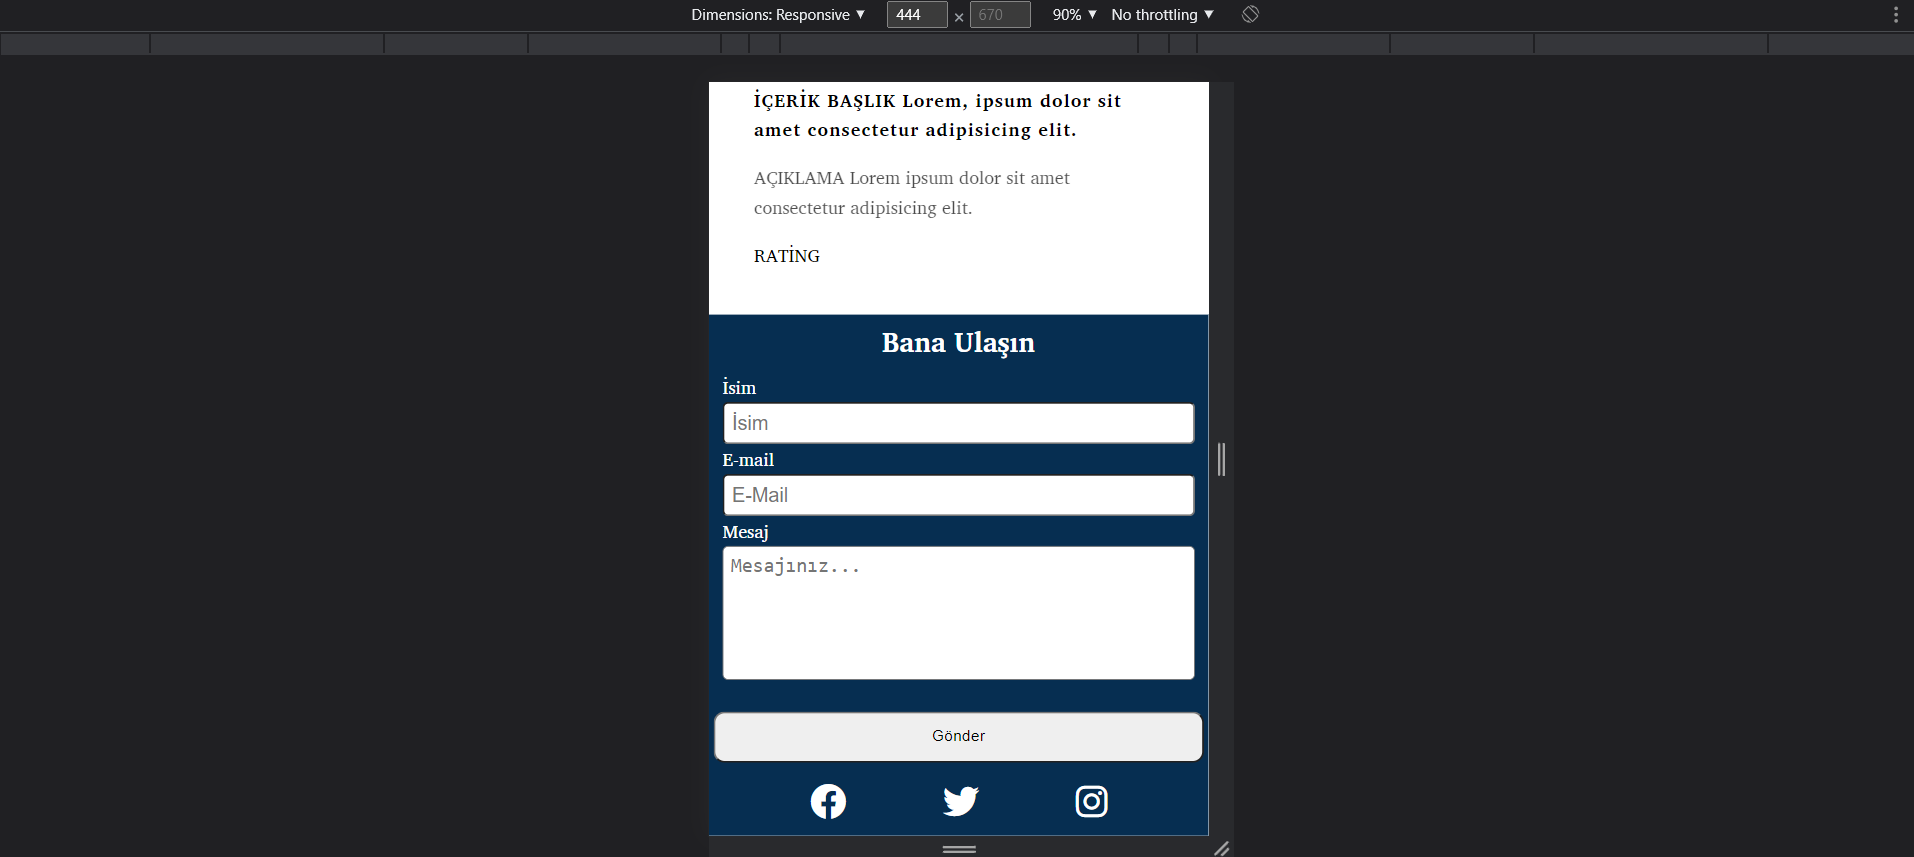 Dimensions: Responsive ▼ 444 × 670 90% ▼ No throttling ▼
İÇERİK BAŞLIK Lorem, ipsum dolor sit
amet consectetur adipisicing elit.
AÇIKLAMA Lorem ipsum dolor sit amet
consectetur adipisicing elit.
RATİNG
Bana Ulaşın
İsim
İsim
E-mail
E-Mail
Mesaj
Mesajınız...
Gönder